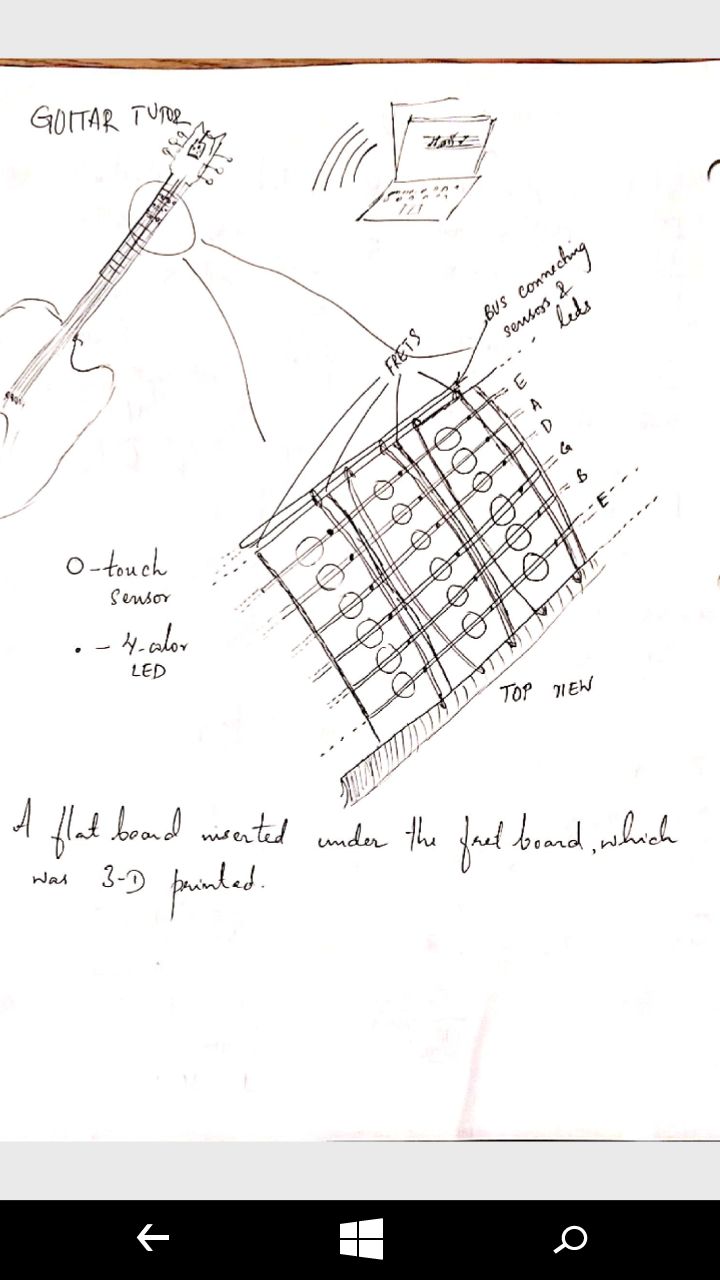 GUITAR TUTOR
BUS connecting
sensors &
leds
FRETS
E
A
D
G
B
E
O-touch
sensor
• - 4-color
LED
TOP VIEW
A flat board inserted under the fret board, which
was 3-D printed.